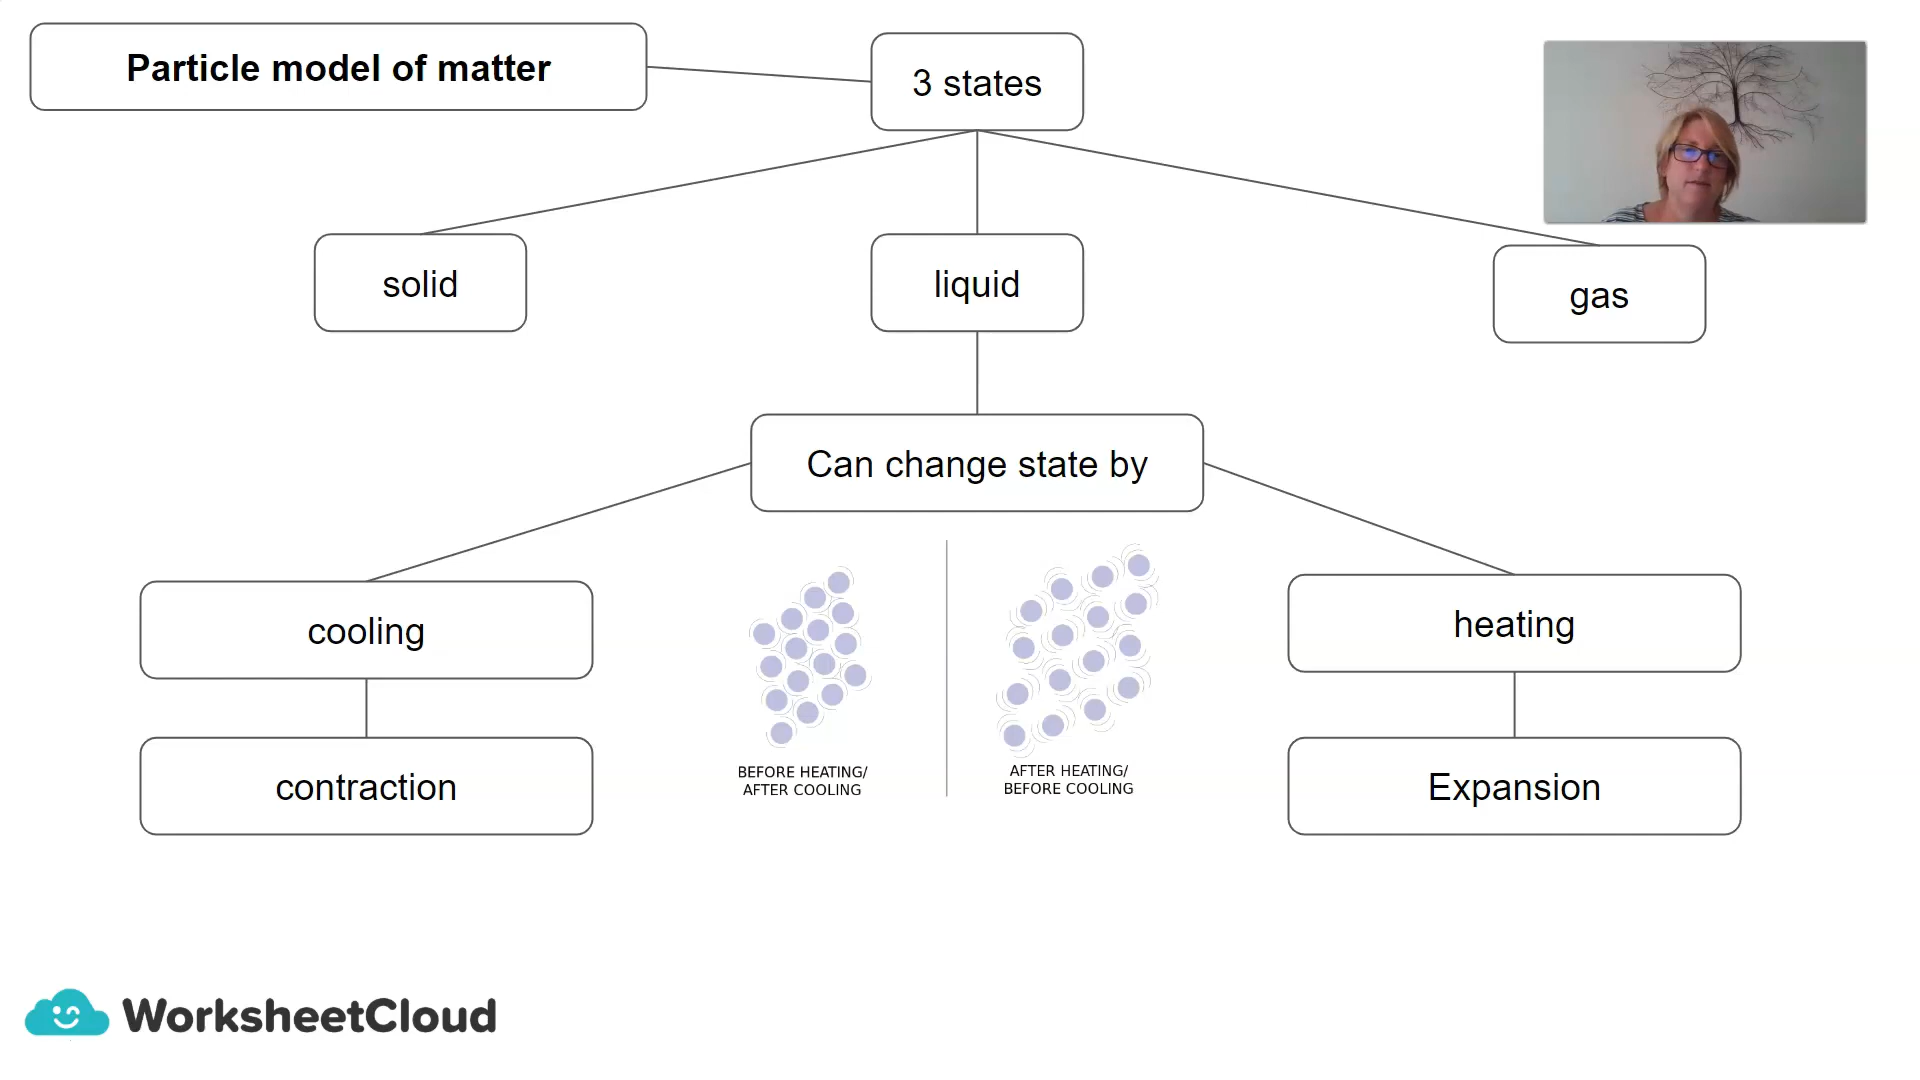 Particle model of matter
3 states
solid
liquid
gas
Can change state by
cooling
heating
contraction
Expansion
BEFORE HEATING/
AFTER COOLING
AFTER HEATING/
BEFORE COOLING
WorksheetCloud